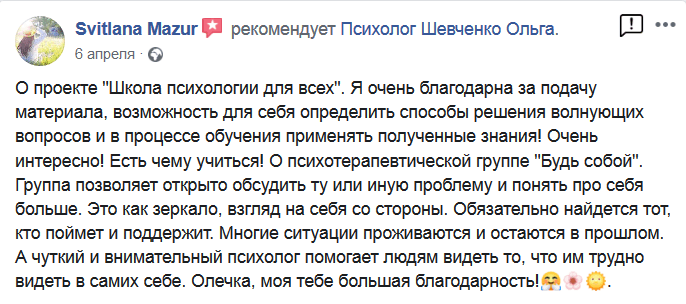 Svitlana Mazur рекомендует Психолог Шевченко Ольга.
6 апреля ·
О проекте "Школа психологии для всех". Я очень благодарна за подачу
материала, возможность для себя определить способы решения волнующих
вопросов и в процессе обучения применять полученные знания! Очень
интересно! Есть чему учиться! О психотерапевтической группе "Будь собой".
Группа позволяет открыто обсудить ту или иную проблему и понять про себя
больше. Это как зеркало, взгляд на себя со стороны. Обязательно найдется тот,
кто поймет и поддержит. Многие ситуации проживаются и остаются в прошлом.
А чуткий и внимательный психолог помогает людям видеть то, что им трудно
видеть в самих себе. Олечка, моя тебе большая благодарность!🤗🌸🌞.